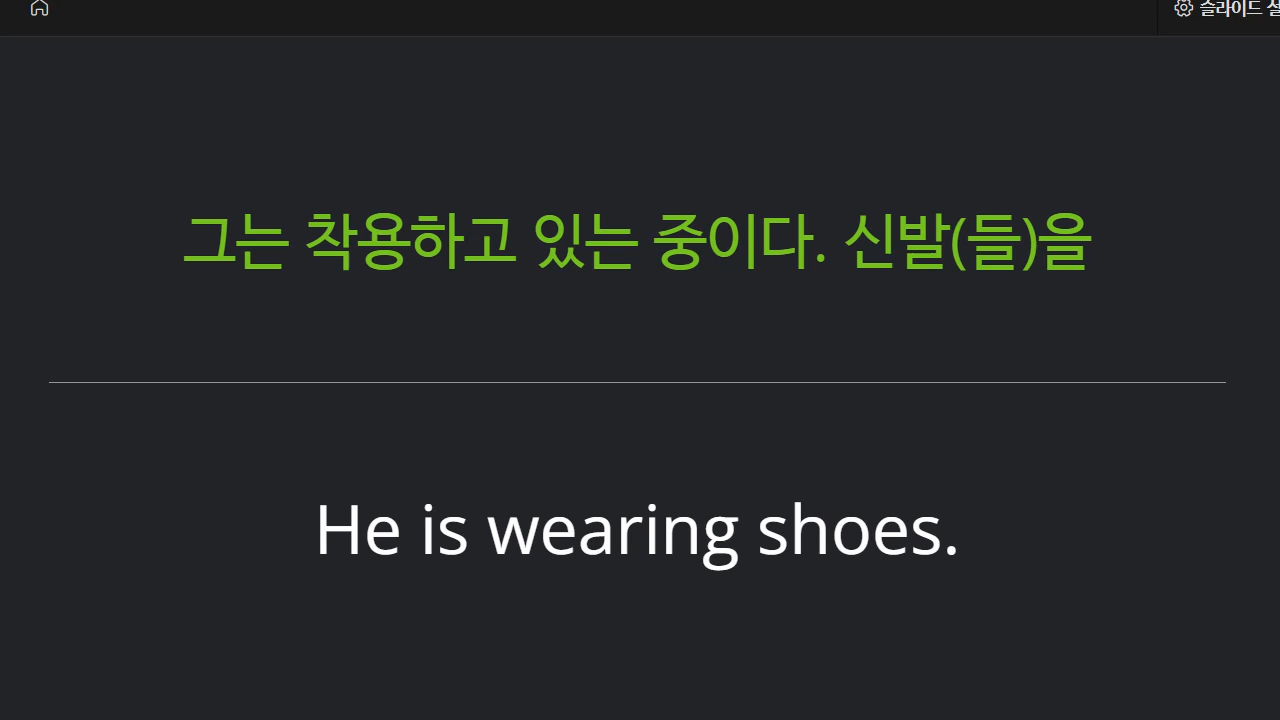 슬라이드
그는 착용하고 있는 중이다. 신발(들)을
He is wearing shoes.